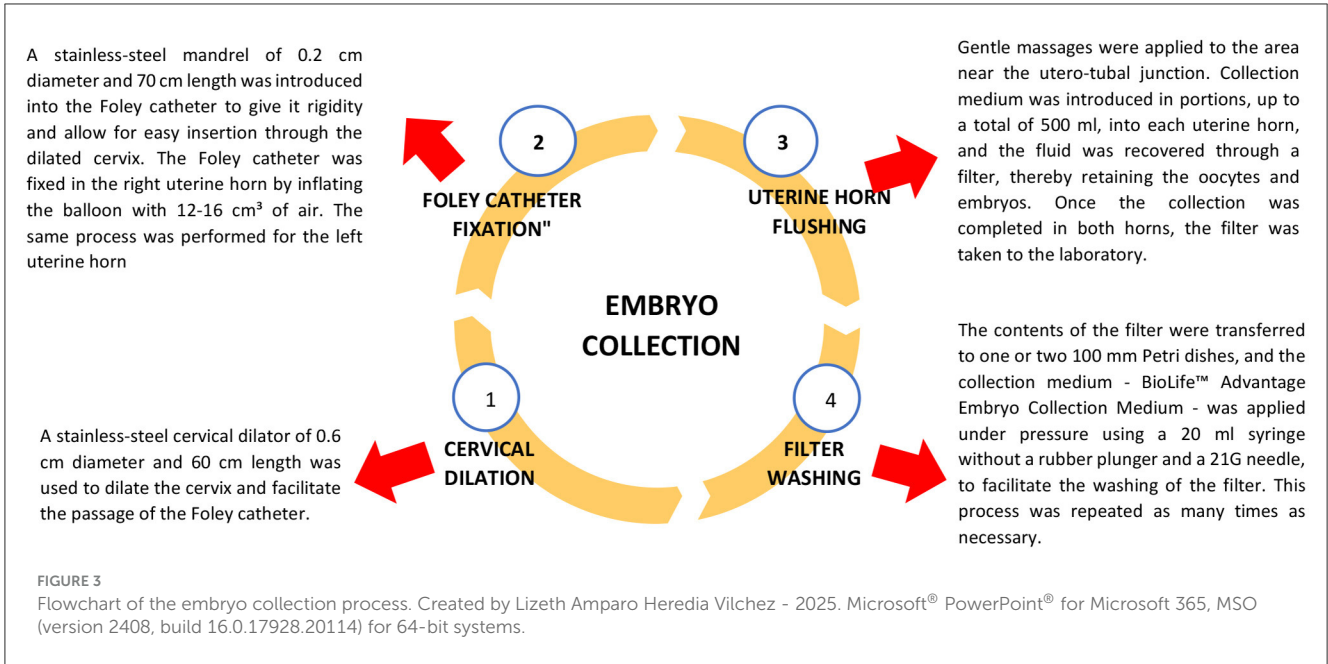 A stainless-steel mandrel of 0.2 cm
diameter and 70 cm length was introduced
into the Foley catheter to give it rigidity
and allow for easy insertion through the
dilated cervix. The Foley catheter was
fixed in the right uterine horn by inflating
the balloon with 12-16 cm³ of air. The
same process was performed for the left
uterine horn
2
FOLEY CATHETER
FIXATION"
3
UTERINE HORN
FLUSHING
Gentle massages were applied to the area
near the utero-tubal junction. Collection
medium was introduced in portions, up to
a total of 500 ml, into each uterine horn,
and the fluid was recovered through a
filter, thereby retaining the oocytes and
embryos. Once the collection was
completed in both horns, the filter was
taken to the laboratory.
EMBRYO
COLLECTION
A stainless-steel cervical dilator of 0.6
cm diameter and 60 cm length was
used to dilate the cervix and facilitate
the passage of the Foley catheter.
1
CERVICAL
DILATION
4
FILTER
WASHING
The contents of the filter were transferred
to one or two 100 mm Petri dishes, and the
collection medium - BioLife™ Advantage
Embryo Collection Medium - was applied
under pressure using a 20 ml syringe
without a rubber plunger and a 21G needle,
to facilitate the washing of the filter. This
process was repeated as many times as
necessary.
FIGURE 3
Flowchart of the embryo collection process. Created by Lizeth Amparo Heredia Vilchez - 2025. Microsoft® PowerPoint® for Microsoft 365, MSO
(version 2408, build 16.0.17928.20114) for 64-bit systems.